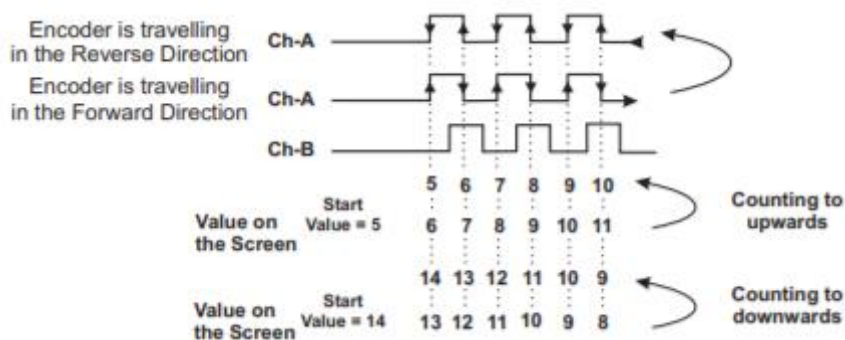 Encoder is travelling
in the Reverse Direction
Ch-A
Encoder is travelling
in the Forward Direction
Ch-A
Ch-B
5 6 7 8 9 10
Value on
the Screen
Start
Value = 5
6 7 8 9 10 11
Counting to
upwards
14 13 12 11 10 9
Value on
the Screen
Start
Value = 14
13 12 11 10 9 8
Counting to
downwards